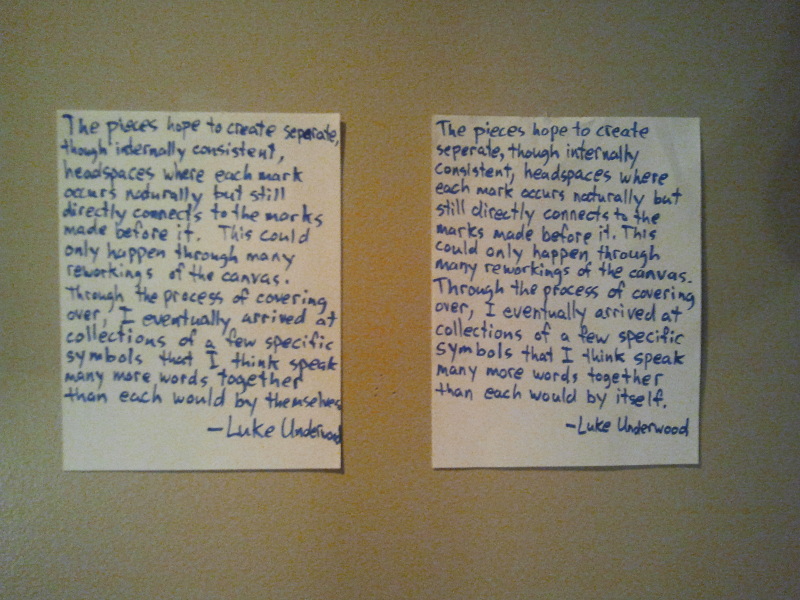 The pieces hope to create seperate,
though internally consistent,
headspaces where each mark
occurs naturally but still
directly connects to the marks
made before it. This could
only happen through many
reworkings of the canvas.
Through the process of covering
over, I eventually arrived at
collections of a few specific
symbols that I think speak
many more words together
than each would by themselves
—Luke Underwood
The pieces hope to create
seperate, though internally
consistent, headspaces where
each mark occurs naturally but
still directly connects to the
marks made before it. This
could only happen through
many reworkings of the canvas.
Through the process of covering
over, I eventually arrived at
collections of a few specific
symbols that I think speak
many more words together
than each would by itself.
—Luke Underwood